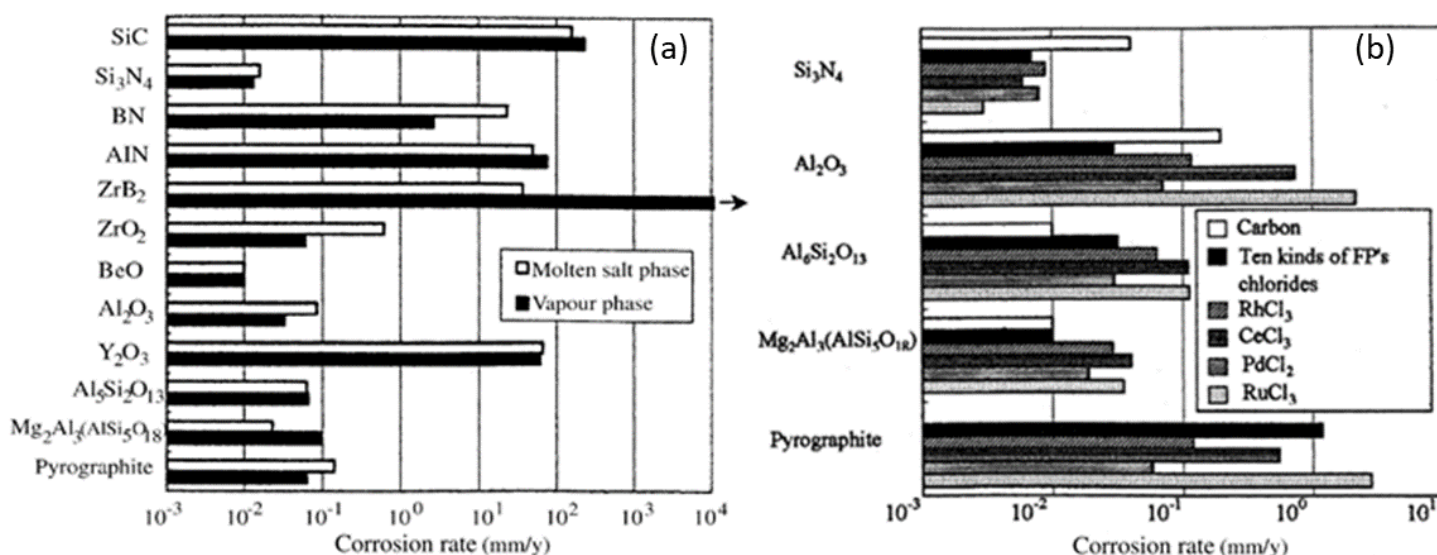 (a)
SiC
Si₃N₄
BN
AlN
ZrB₂
ZrO₂
BeO
Al₂O₃
Y₂O₃
Al₅Si₂O₁₃
Mg₂Al₃(AlSi₅O₁₈)
Pyrographite
Molten salt phase
Vapour phase
10⁻³ 10⁻² 10⁻¹ 10⁰ 10¹ 10² 10³ 10⁴
Corrosion rate (mm/y)
(b)
Si₃N₄
Al₂O₃
Al₆Si₂O₁₃
Mg₂Al₃(AlSi₅O₁₈)
Pyrographite
Carbon
Ten kinds of FP's
chlorides
RhCl₃
CeCl₃
PdCl₂
RuCl₃
10⁻³ 10⁻² 10⁻¹ 10⁰ 10¹
Corrosion rate (mm/y)